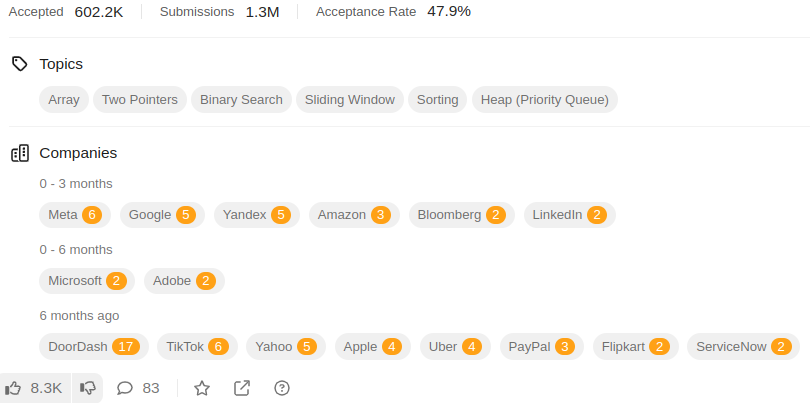 Accepted 602.2K Submissions 1.3M Acceptance Rate 47.9%
Topics
Array Two Pointers Binary Search Sliding Window Sorting Heap (Priority Queue)
Companies
0 - 3 months
Meta 6 Google 5 Yandex 5 Amazon 3 Bloomberg 2 LinkedIn 2
0 - 6 months
Microsoft 2 Adobe 2
6 months ago
DoorDash 17 TikTok 6 Yahoo 5 Apple 4 Uber 4 PayPal 3 Flipkart 2 ServiceNow 2
8.3K 83